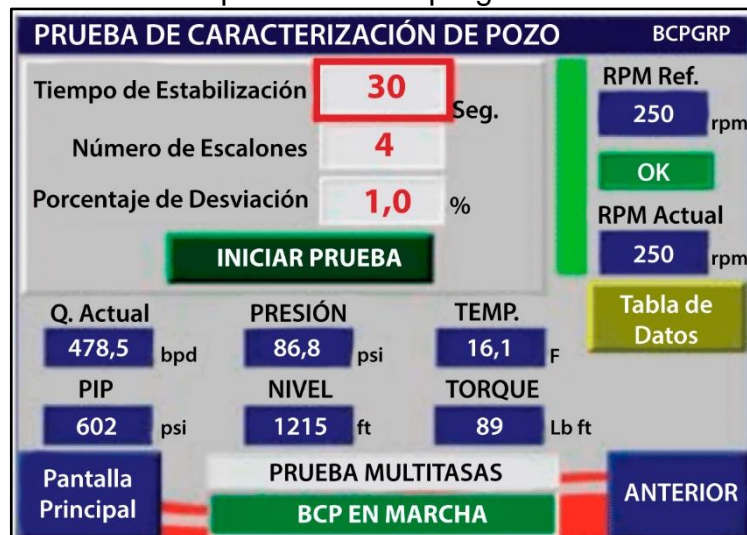 PRUEBA DE CARACTERIZACIÓN DE POZO BCPGRP
Tiempo de Estabilización 30 Seg.
Número de Escalones 4
Porcentaje de Desviación 1,0 %
INICIAR PRUEBA
RPM Ref.
250 rpm
OK
RPM Actual
250 rpm
Tabla de
Datos
Q. Actual PRESIÓN TEMP.
478,5 bpd 86,8 psi 16,1 F
PIP NIVEL TORQUE
602 psi 1215 ft 89 Lb ft
Pantalla
Principal
PRUEBA MULTITASAS
BCP EN MARCHA
ANTERIOR